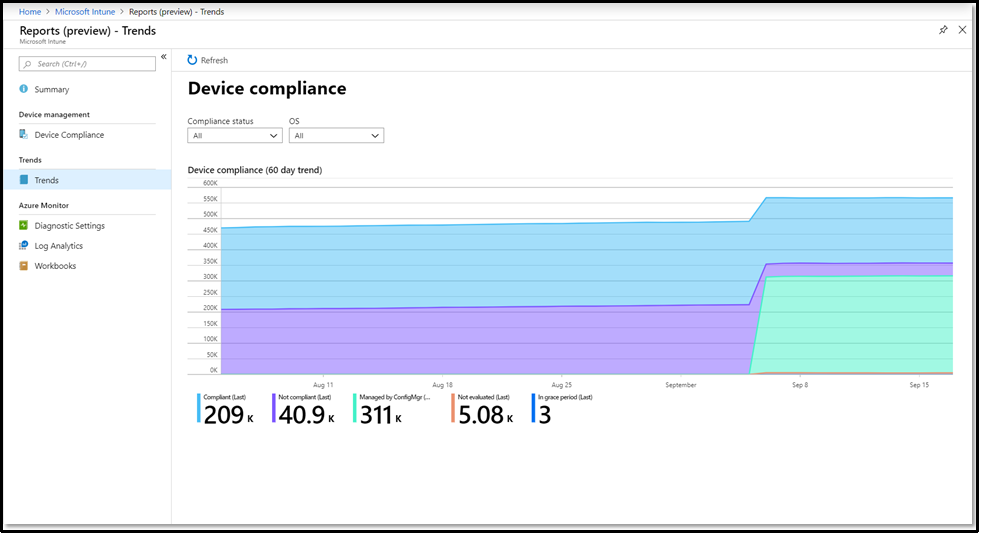 Home > Microsoft Intune > Reports (preview) - Trends
Reports (preview) - Trends
Microsoft Intune
Search (Ctrl+/)
«
Refresh
Summary
Device management
Device Compliance
Trends
Trends
Azure Monitor
Diagnostic Settings
Log Analytics
Workbooks
Device compliance
Compliance status OS
All All
Device compliance (60 day trend)
600K
550K
500K
450K
400K
350K
300K
250K
200K
150K
100K
50K
0K
Aug 11 Aug 18 Aug 25 September Sep 8 Sep 15
Compliant (Last) Not compliant (Last) Managed by ConfigMgr (... Not evaluated (Last) In grace period (Last)
209 K 40.9 K 311 K 5.08 K 3